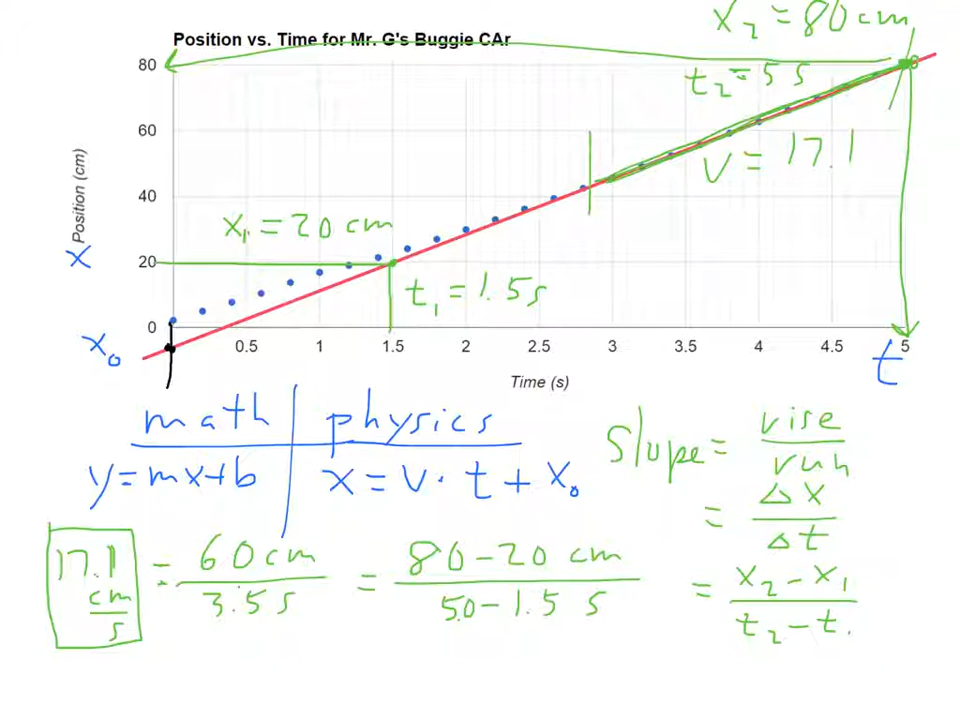 x₂ = 80 cm
Position vs. Time for Mr. G's Buggie CAr
80
t₂ = 5 s
60
v = 17.1
Position (cm)
40
x₁ = 20 cm
x
20
t₁ = 1.5 s
0
x₀
0.5 1 1.5 2 2.5 3 3.5 4 4.5 5
t
Time (s)
math physics
y = mx + b x = v · t + x₀
Slope = rise / run
= Δx / Δt
17.1 cm/s = 60 cm / 3.5 s = 80 - 20 cm / 5.0 - 1.5 s = x₂ - x₁ / t₂ - t.